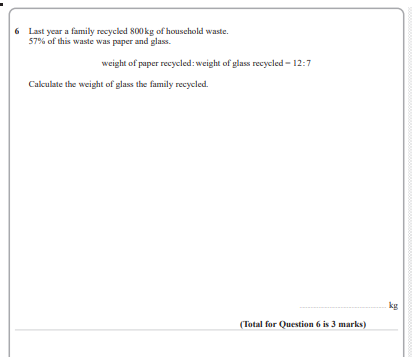 6 Last year a family recycled 800 kg of household waste.
57% of this waste was paper and glass.
weight of paper recycled : weight of glass recycled = 12 : 7
Calculate the weight of glass the family recycled.
kg
(Total for Question 6 is 3 marks)